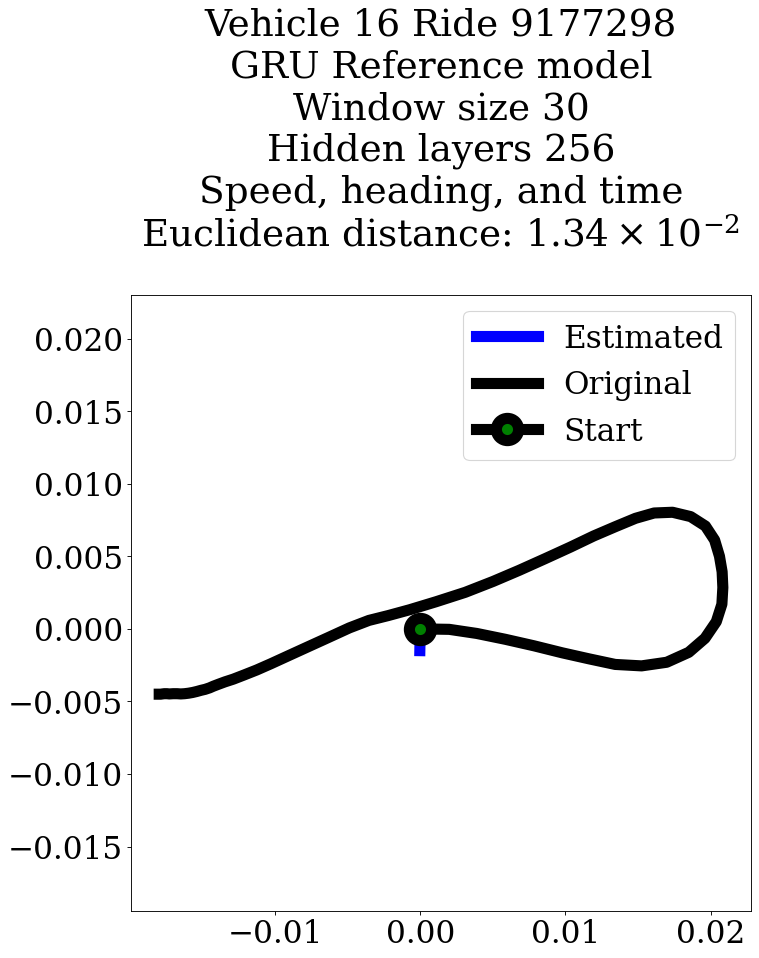 Vehicle 16 Ride 9177298
GRU Reference model
Window size 30
Hidden layers 256
Speed, heading, and time
Euclidean distance: 1.34 × 10⁻²
Estimated
Original
Start
0.020
0.015
0.010
0.005
0.000
−0.005
−0.010
−0.015
−0.01 0.00 0.01 0.02